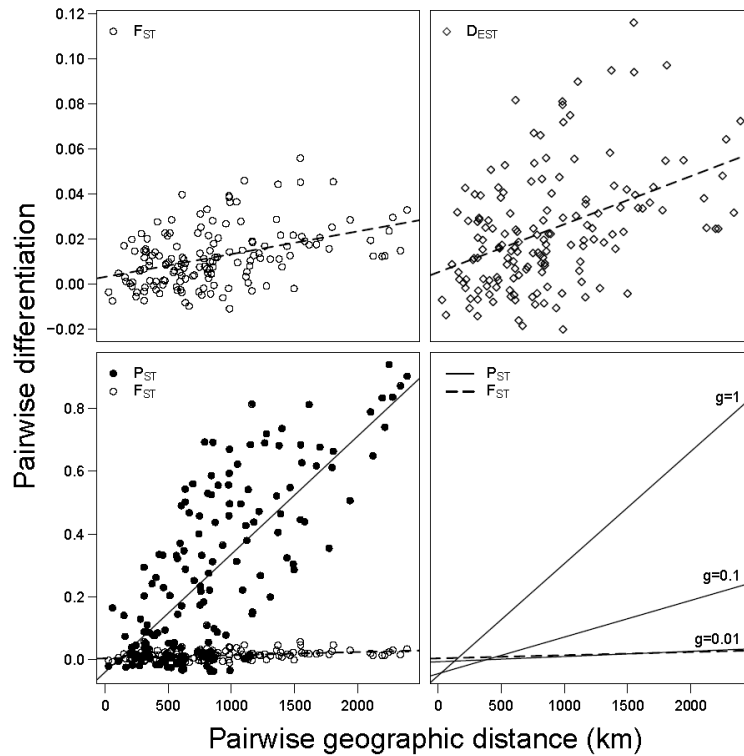 F_ST
D_EST
0.12
0.10
0.08
0.06
0.04
0.02
0.00
−0.02
Pairwise differentiation
P_ST
F_ST
0.8
0.6
0.4
0.2
0.0
P_ST
F_ST
g=1
g=0.1
g=0.01
0 500 1000 1500 2000
0 500 1000 1500 2000
Pairwise geographic distance (km)